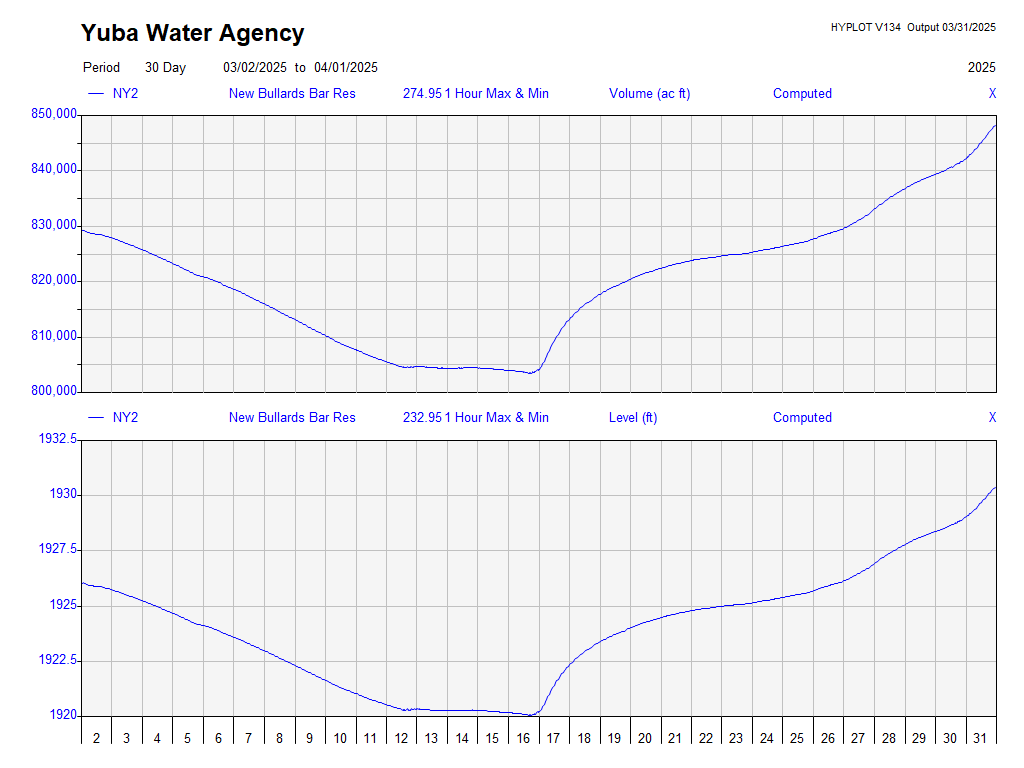 Yuba Water Agency
HYPLOT V134 Output 03/31/2025
Period 30 Day 03/02/2025 to 04/01/2025 2025
NY2 New Bullards Bar Res 274.95 1 Hour Max & Min Volume (ac ft) Computed X
850,000
840,000
830,000
820,000
810,000
800,000
NY2 New Bullards Bar Res 232.95 1 Hour Max & Min Level (ft) Computed X
1932.5
1930
1927.5
1925
1922.5
1920
2 3 4 5 6 7 8 9 10 11 12 13 14 15 16 17 18 19 20 21 22 23 24 25 26 27 28 29 30 31